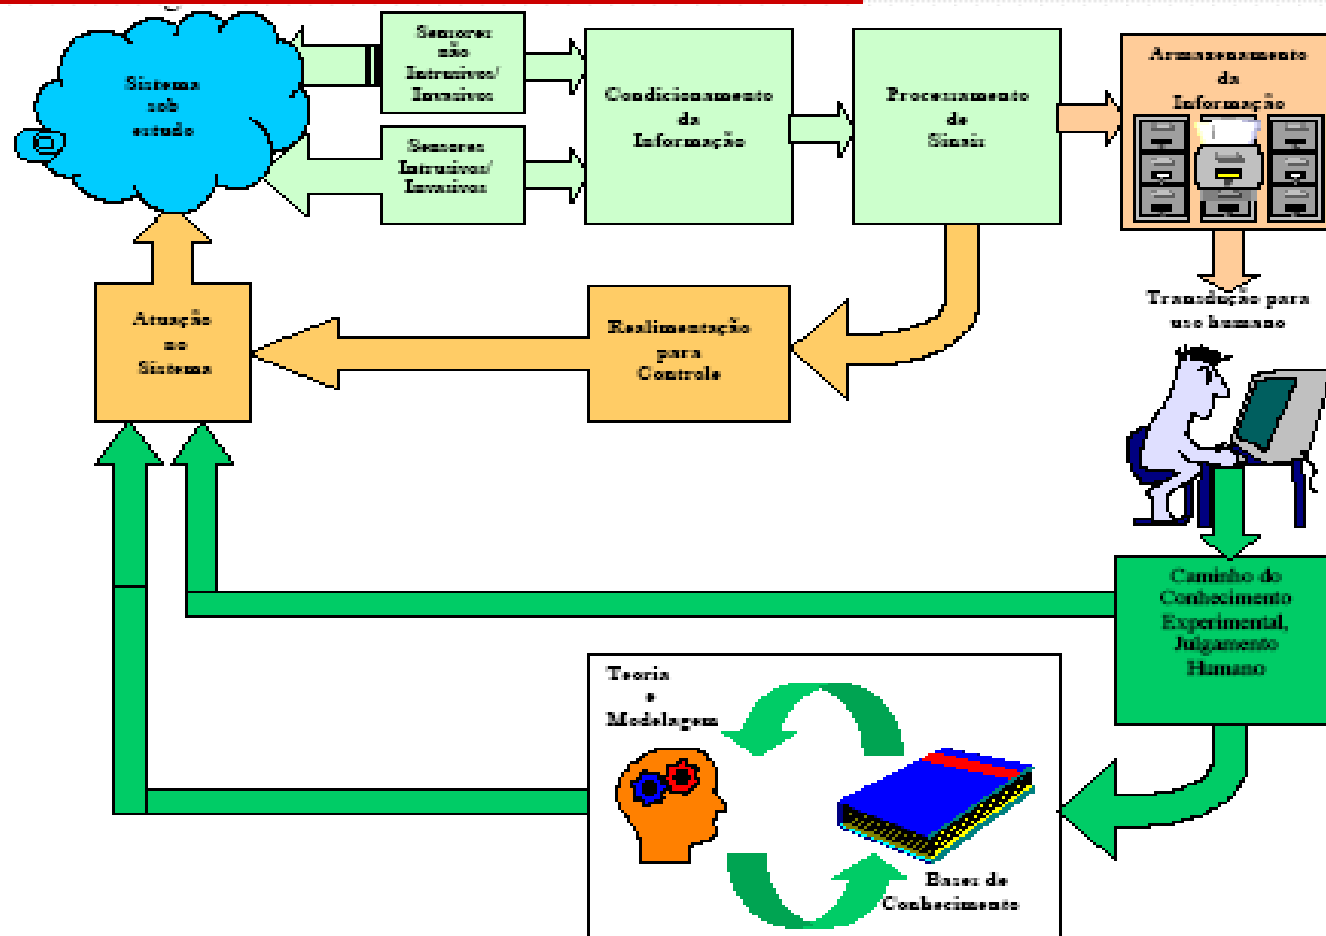 Sistema
sob
estudo
Sensores
não
Intrusivos/
Invasivos
Sensores
Intrusivos/
Invasivos
Condicionamento
da
Informação
Processamento
de
Sinais
Armazenamento
da
Informação
Transdução para
uso humano
Atuação
no
Sistema
Realimentação
para
Controle
Caminho do
Conhecimento
Experimental,
Julgamento
Humano
Teoria
e
Modelagem
Bases de
Conhecimento